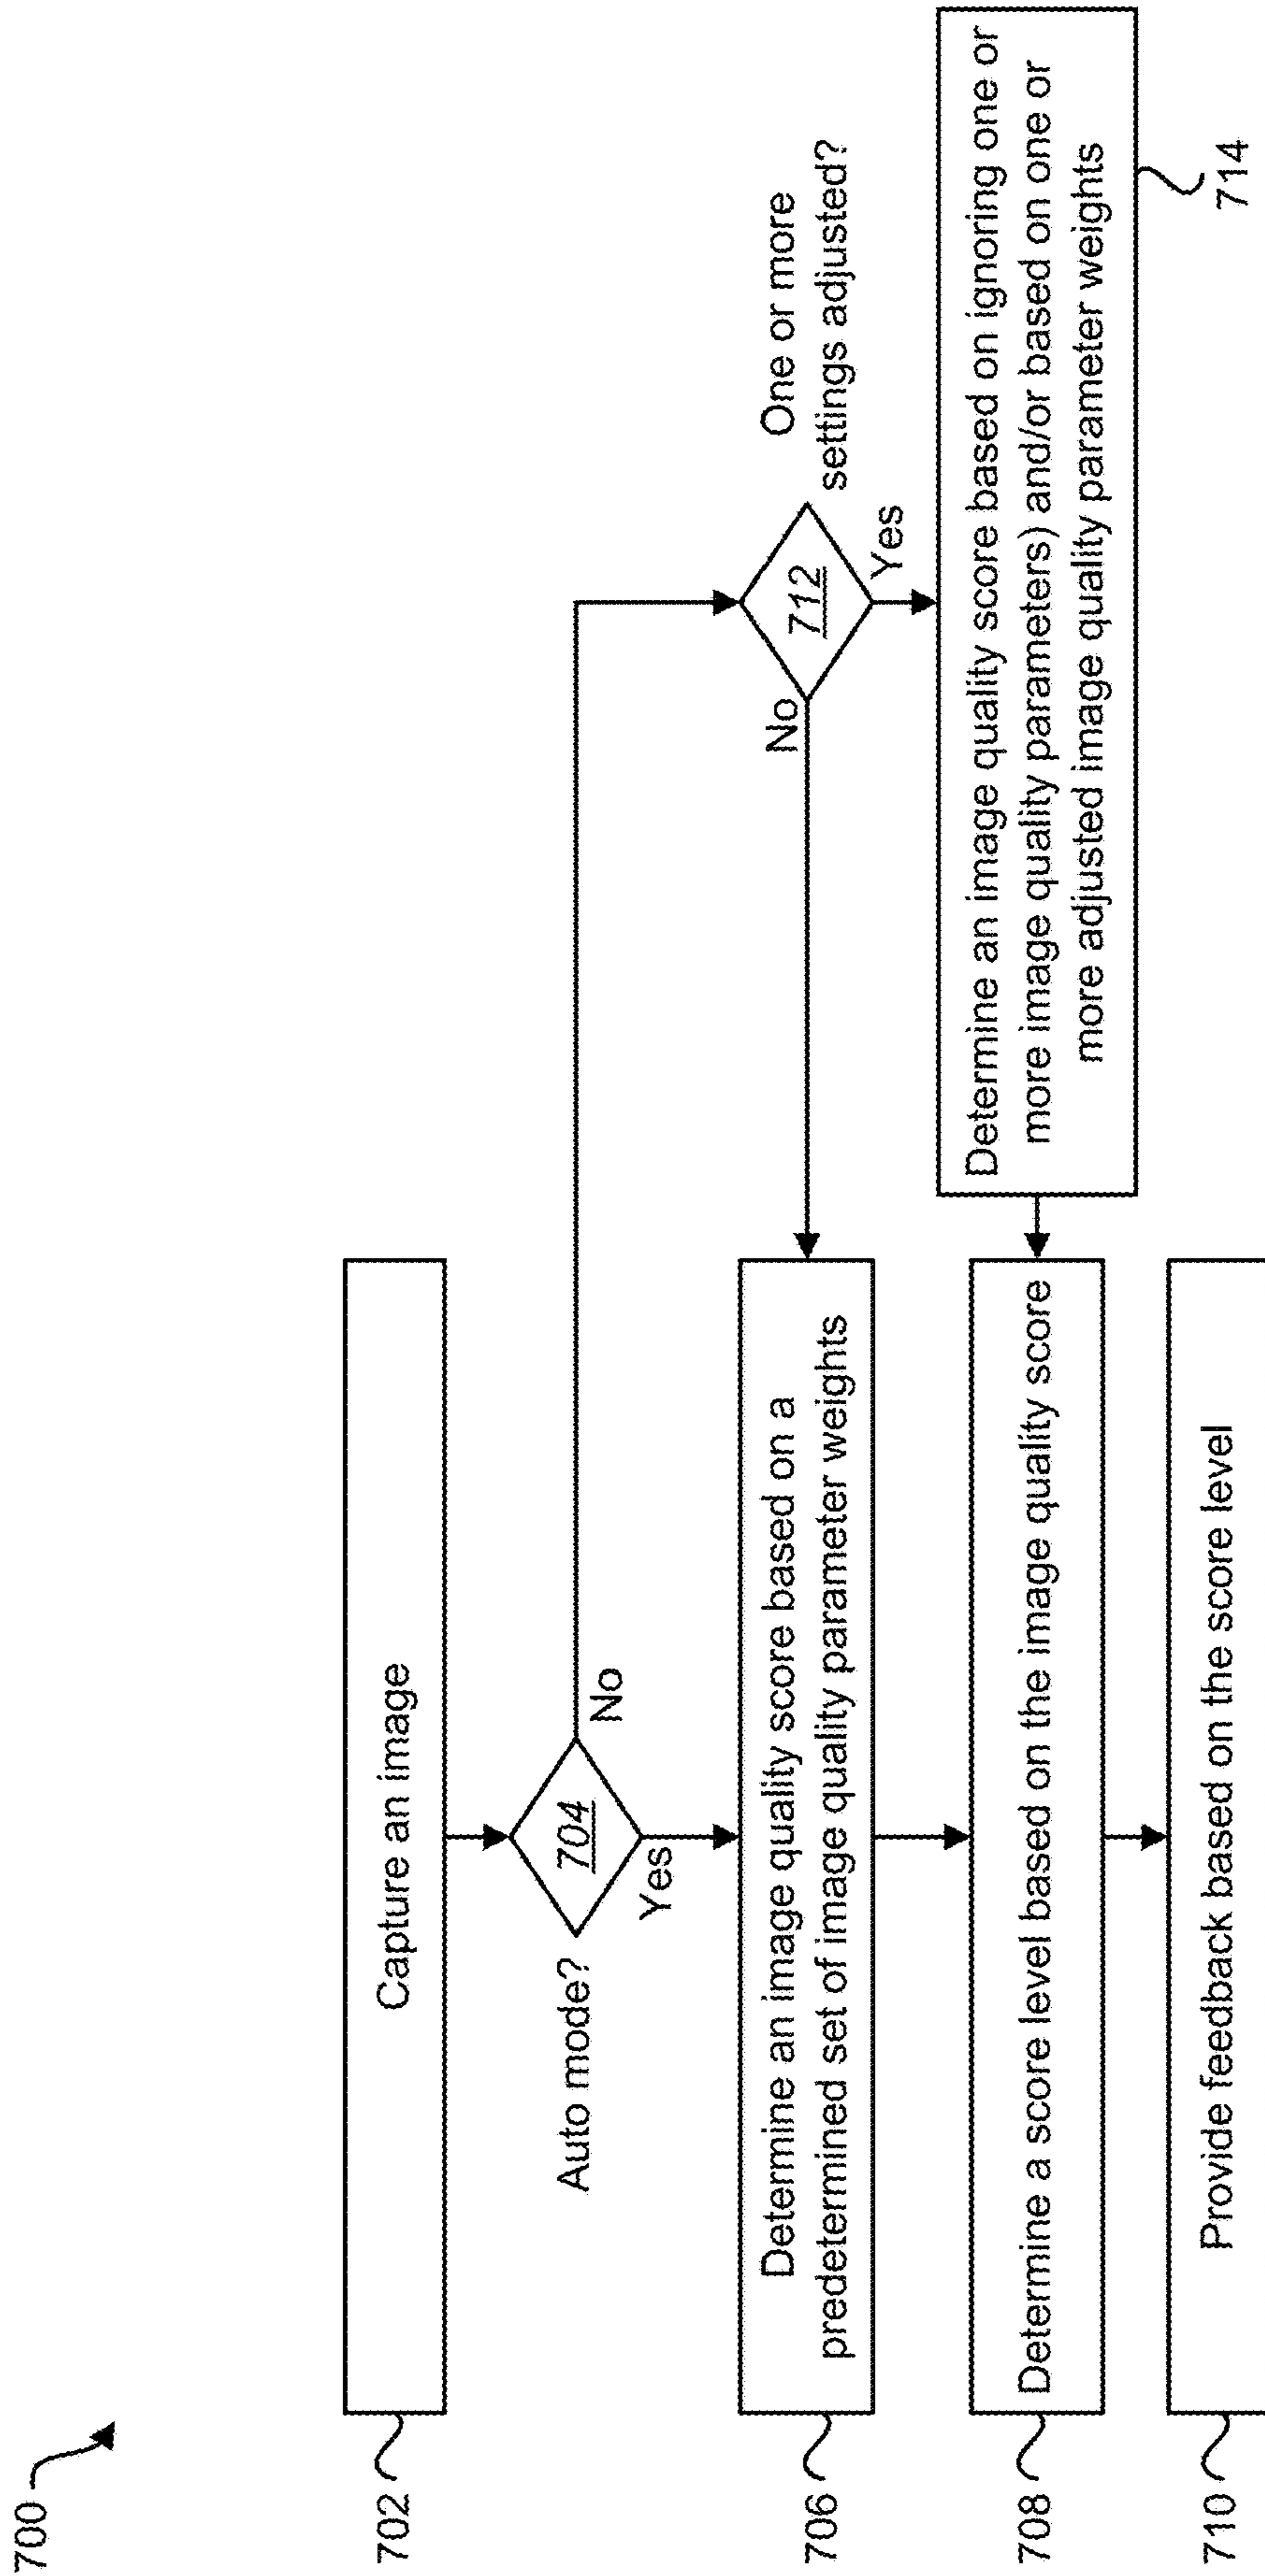 700
702
Capture an image
Auto mode?
704
No
Yes
One or more
settings adjusted?
712
No
Yes
706
Determine an image quality score based on a
predetermined set of image quality parameter weights
714
Determine an image quality score based on ignoring one or
more image quality parameters) and/or based on one or
more adjusted image quality parameter weights
708
Determine a score level based on the image quality score
710
Provide feedback based on the score level